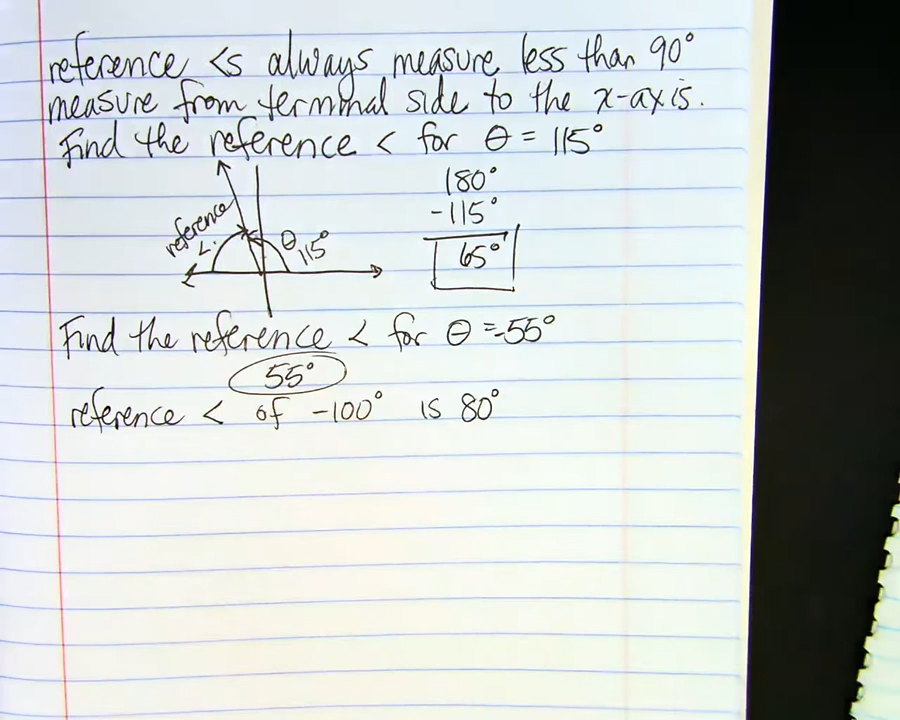 reference <s always measure less than 90°
measure from terminal side to the x-axis.
Find the reference < for θ = 115°
reference <.
θ 115°
180°
-115°
65°
Find the reference < for θ =-55°
55°
reference < of -100° is 80°